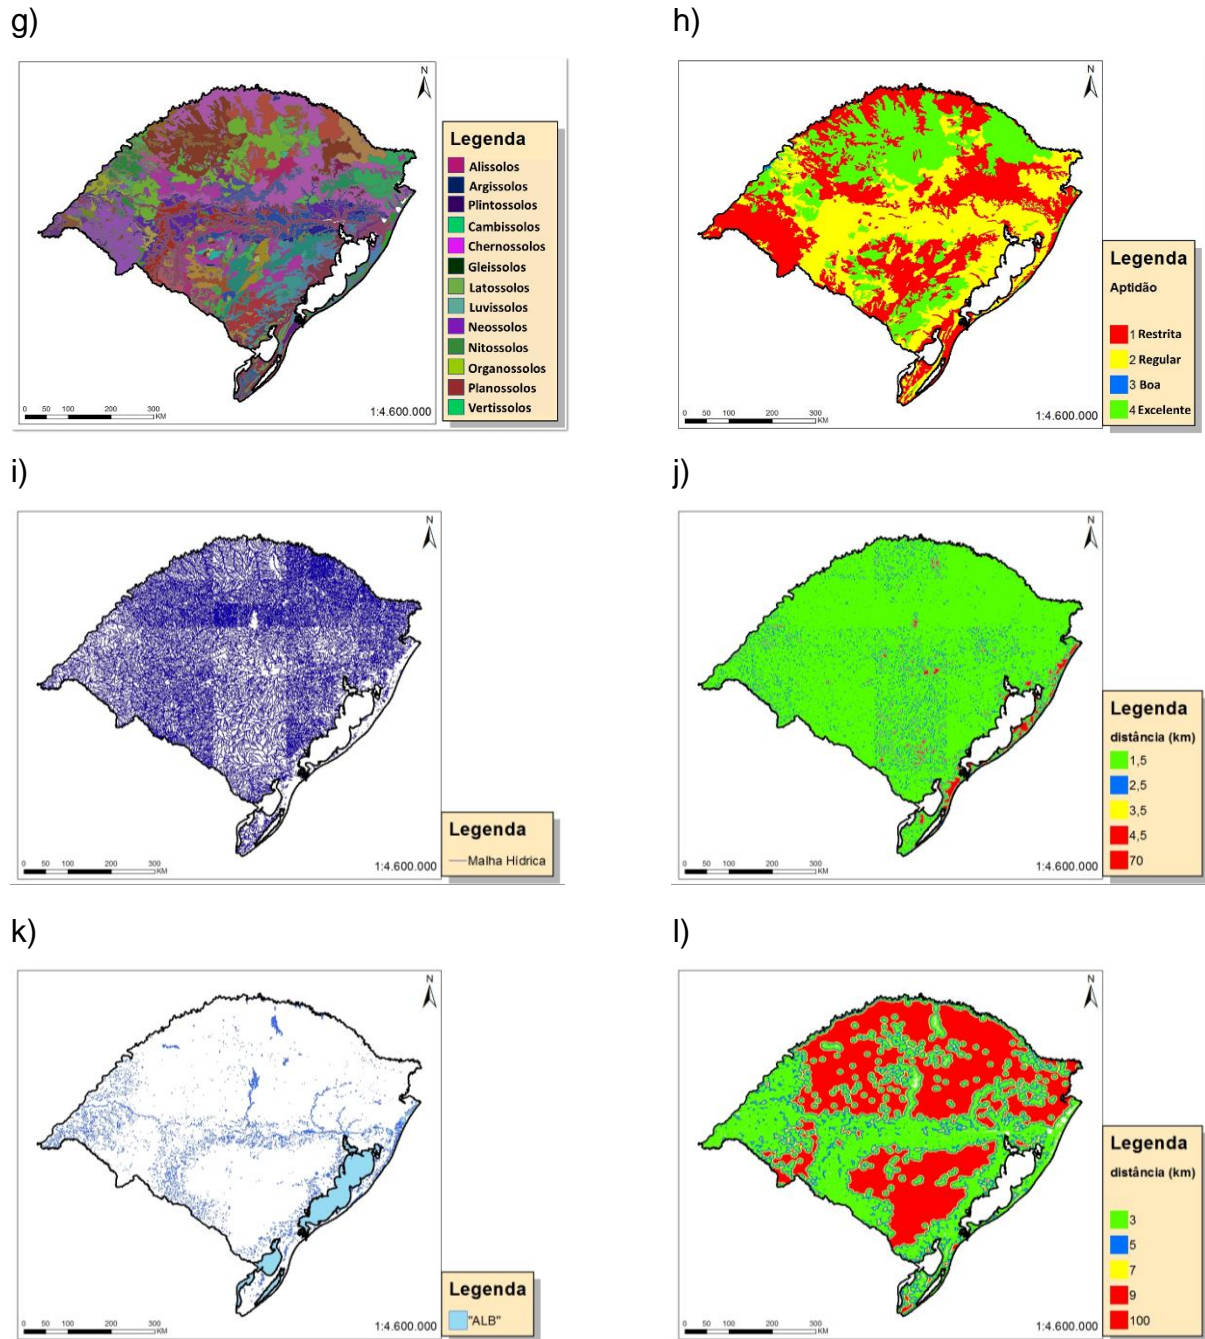 g)
h)
N
Legenda
Alissolos
Argissolos
Plintossolos
Cambissolos
Chernossolos
Gleissolos
Latossolos
Luvissolos
Neossolos
Nitossolos
Organossolos
Planossolos
Vertissolos
0 50 100 200 300
KM
1:4.600.000
N
Legenda
Aptidão
1 Restrita
2 Regular
3 Boa
4 Excelente
0 50 100 200 300
KM
1:4.600.000
i)
j)
N
Legenda
Malha Hídrica
0 50 100 200 300
KM
1:4.600.000
N
Legenda
distância (km)
1,5
2,5
3,5
4,5
70
0 50 100 200 300
KM
1:4.600.000
k)
l)
N
Legenda
"ALB"
0 50 100 200 300
KM
1:4.600.000
N
Legenda
distância (km)
3
5
7
9
100
0 50 100 200 300
KM
1:4.600.000